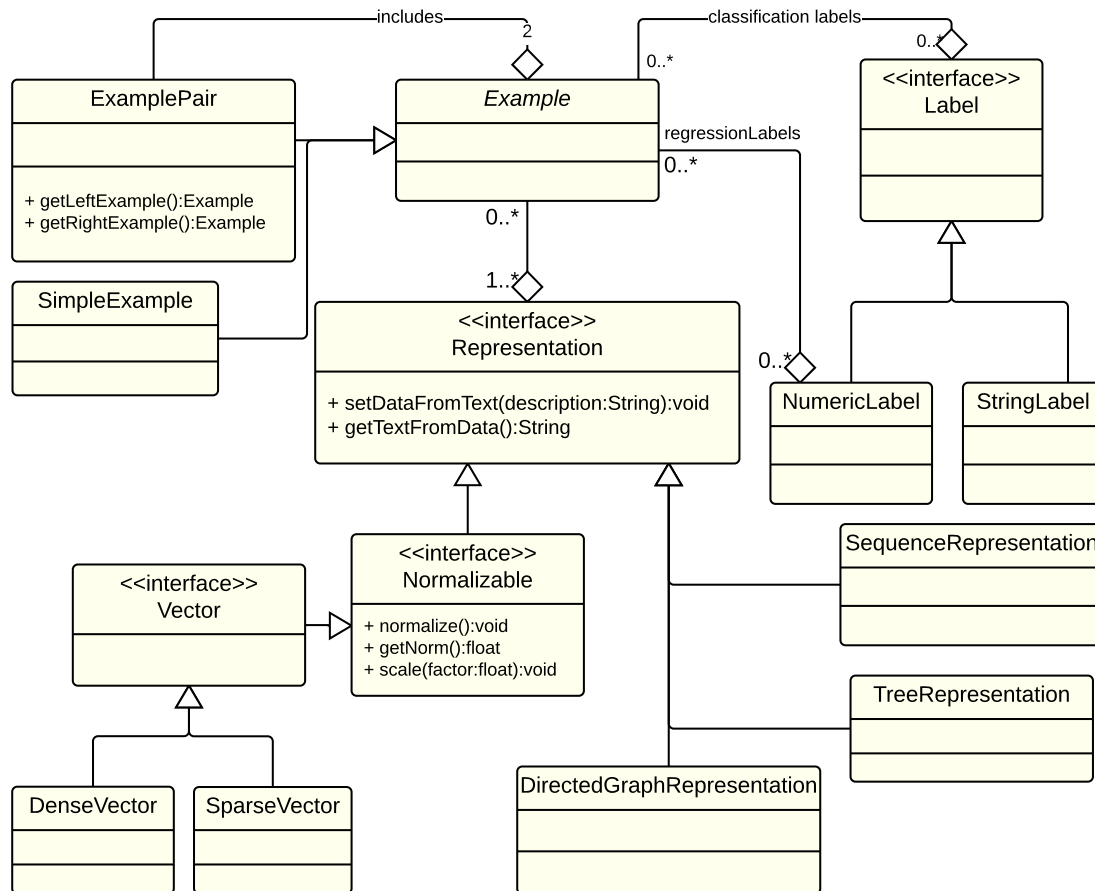 includes
classification labels
2
0..*
0..*
ExamplePair
+ getLeftExample():Example
+ getRightExample():Example
Example
<<interface>>
Label
regressionLabels
0..*
0..*
1..*
SimpleExample
<<interface>>
Representation
+ setDataFromText(description:String):void
+ getTextFromData():String
0..*
NumericLabel
StringLabel
SequenceRepresentation
<<interface>>
Normalizable
+ normalize():void
+ getNorm():float
+ scale(factor:float):void
<<interface>>
Vector
TreeRepresentation
DirectedGraphRepresentation
DenseVector
SparseVector